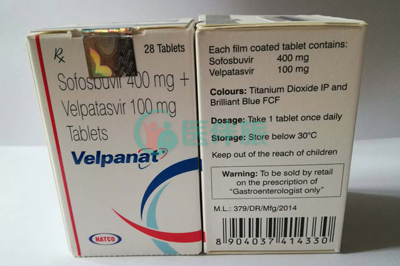 Rx
28 Tablets
Sofosbuvir 400 mg +
Velpatasvir 100 mg
Tablets
Velpanat
NATCO
Each film coated tablet contains:
Sofosbuvir 400 mg
Velpatasvir 100 mg
Colours: Titanium Dioxide IP and
Brilliant Blue FCF
Dosage: Take 1 tablet once daily
Storage: Store below 30°C
Keep out of the reach of children
Warning: To be sold by retail
on the prescription of
"Gastroenterologist only"
M.L.: 379/DR/Mfg/2014
8 904037 414330